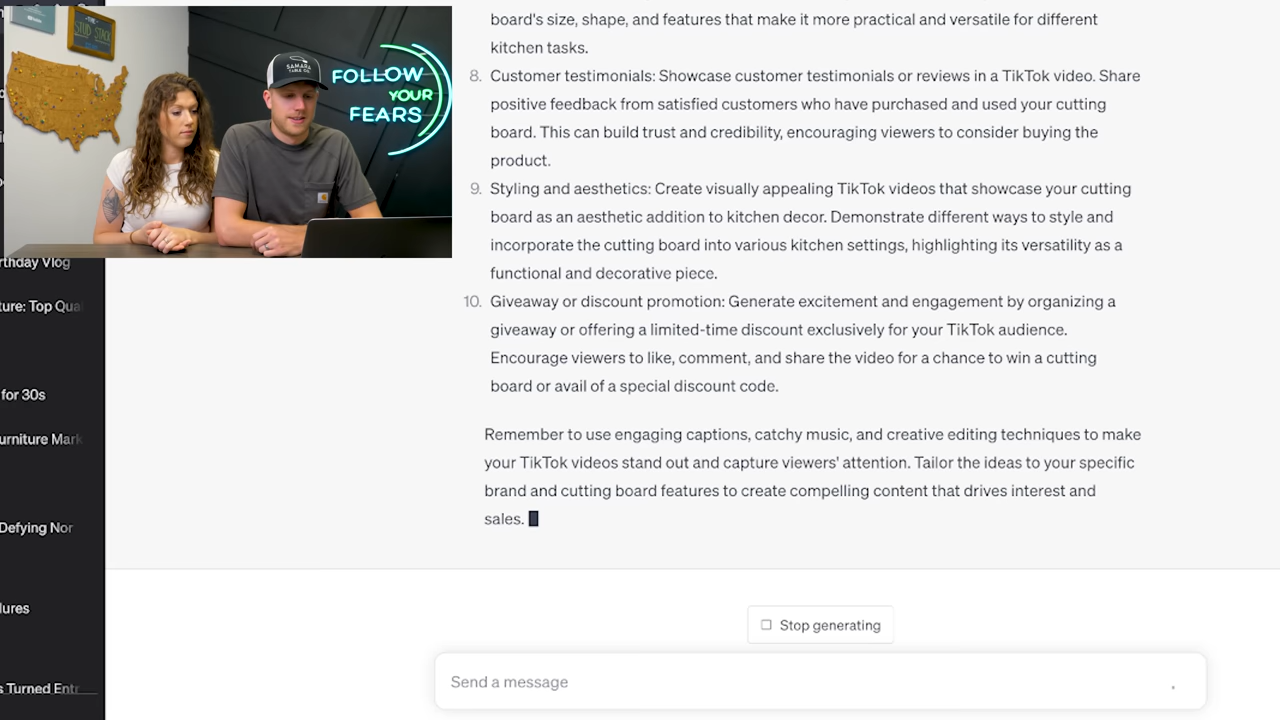 THE
STUD STACK
SAMARA
TABLE CO.
FOLLOW
YOUR
FEARS
rthday Vlog
ture: Top Qua
for 30s
urniture Mark
Defying Nor
lures
s Turned Entr
board's size, shape, and features that make it more practical and versatile for different
kitchen tasks.
8. Customer testimonials: Showcase customer testimonials or reviews in a TikTok video. Share
positive feedback from satisfied customers who have purchased and used your cutting
board. This can build trust and credibility, encouraging viewers to consider buying the
product.
9. Styling and aesthetics: Create visually appealing TikTok videos that showcase your cutting
board as an aesthetic addition to kitchen decor. Demonstrate different ways to style and
incorporate the cutting board into various kitchen settings, highlighting its versatility as a
functional and decorative piece.
10. Giveaway or discount promotion: Generate excitement and engagement by organizing a
giveaway or offering a limited-time discount exclusively for your TikTok audience.
Encourage viewers to like, comment, and share the video for a chance to win a cutting
board or avail of a special discount code.
Remember to use engaging captions, catchy music, and creative editing techniques to make
your TikTok videos stand out and capture viewers' attention. Tailor the ideas to your specific
brand and cutting board features to create compelling content that drives interest and
sales.
Stop generating
Send a message